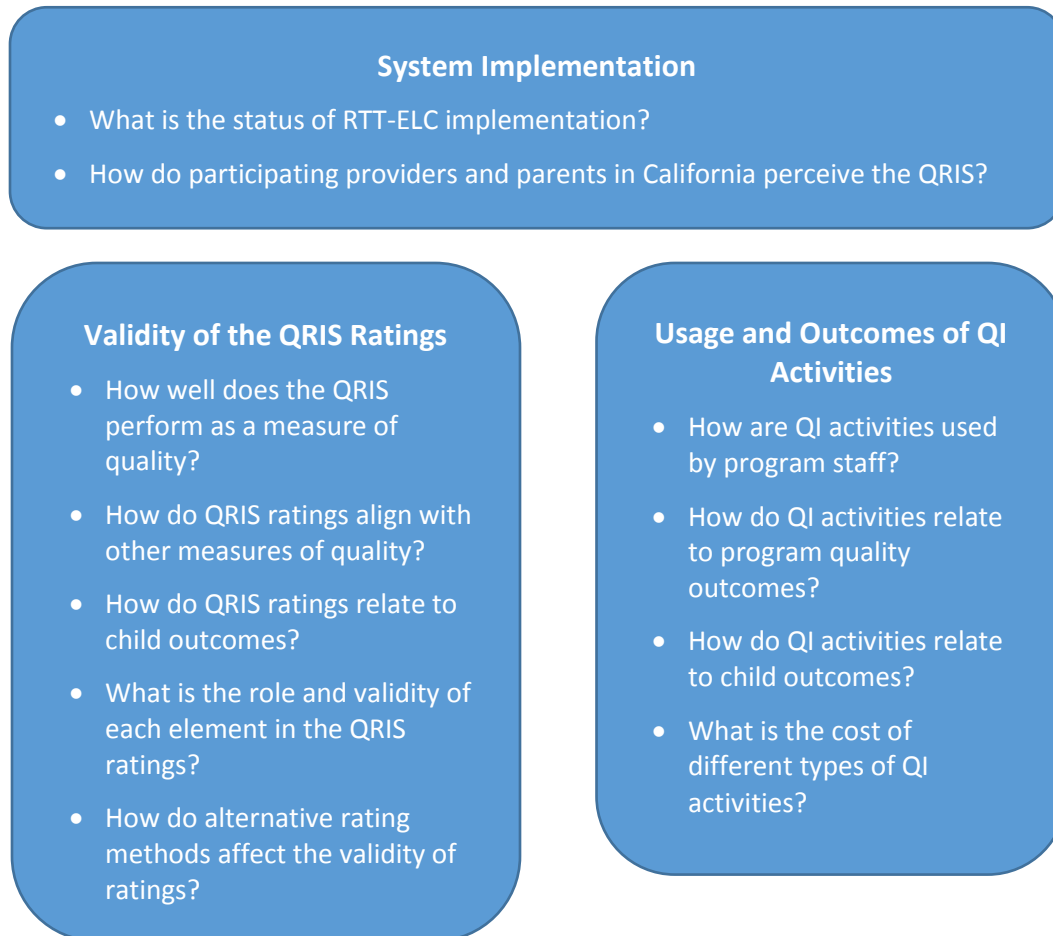 System Implementation
• What is the status of RTT-ELC implementation?
• How do participating providers and parents in California perceive the QRIS?
Validity of the QRIS Ratings
• How well does the QRIS
perform as a measure of
quality?
• How do QRIS ratings align with
other measures of quality?
• How do QRIS ratings relate to
child outcomes?
• What is the role and validity of
each element in the QRIS
ratings?
• How do alternative rating
methods affect the validity of
ratings?
Usage and Outcomes of QI
Activities
• How are QI activities used
by program staff?
• How do QI activities relate
to program quality
outcomes?
• How do QI activities relate
to child outcomes?
• What is the cost of
different types of QI
activities?